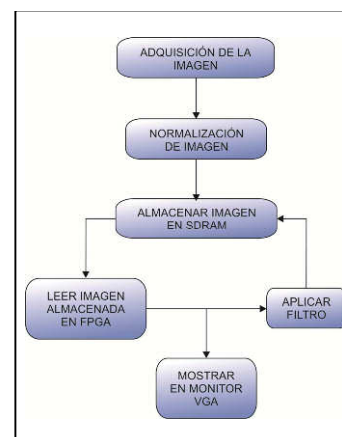 ADQUISICIÓN DE LA
IMAGEN
NORMALIZACIÓN
DE IMAGEN
ALMACENAR IMAGEN
EN SDRAM
LEER IMAGEN
ALMACENADA
EN FPGA
APLICAR
FILTRO
MOSTRAR
EN MONITOR
VGA